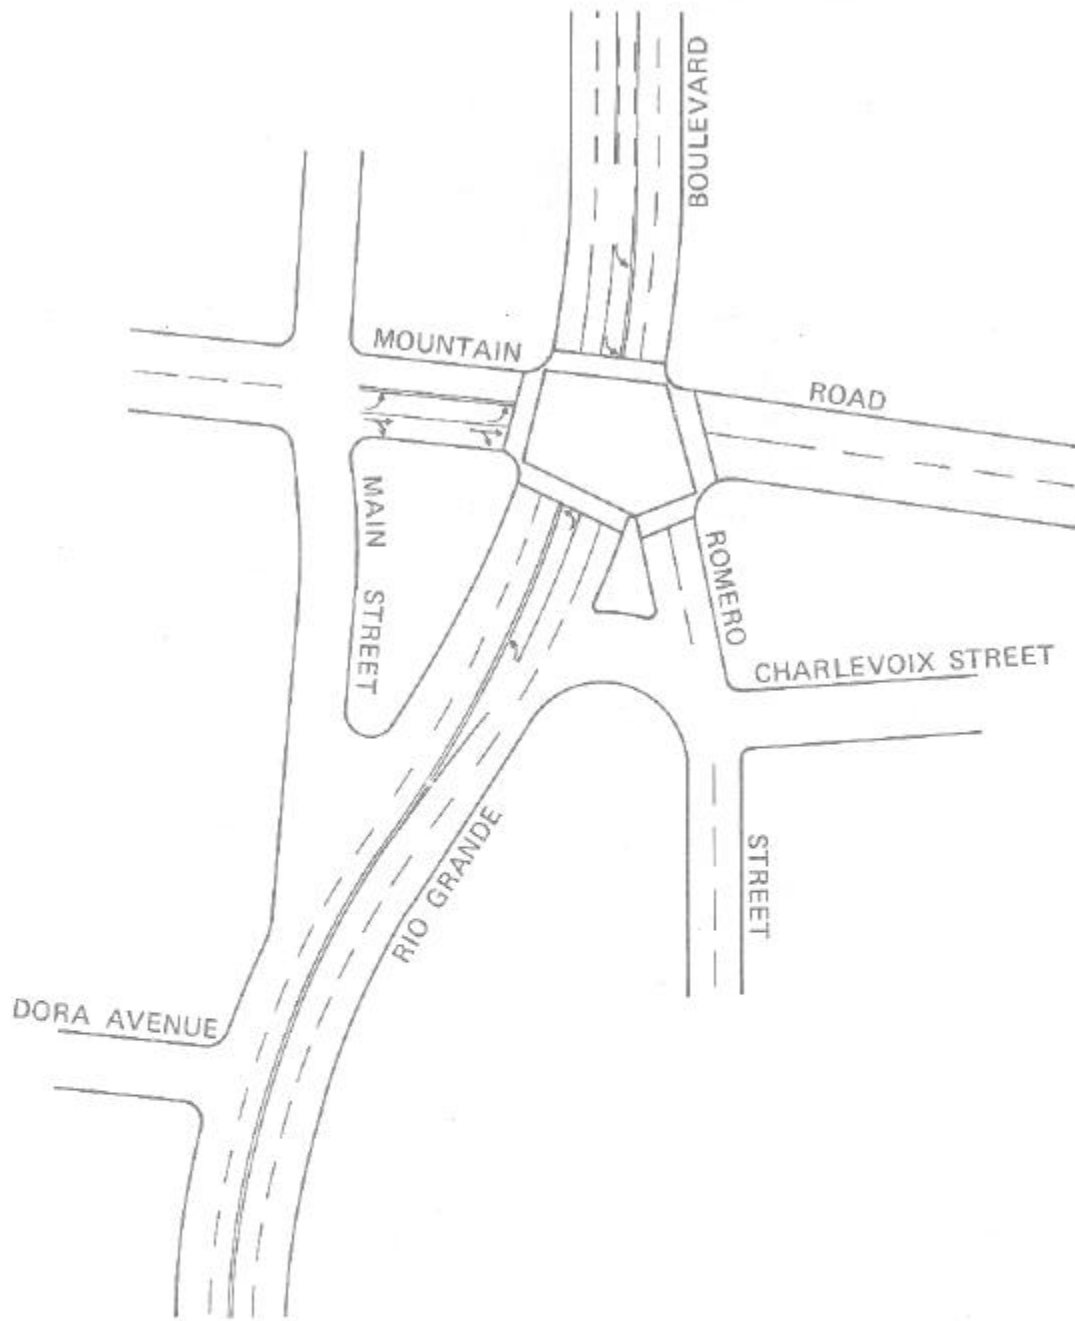 BOULEVARD
MOUNTAIN
ROAD
MAIN
STREET
ROMERO
CHARLEVOIX STREET
RIO GRANDE
STREET
DORA AVENUE